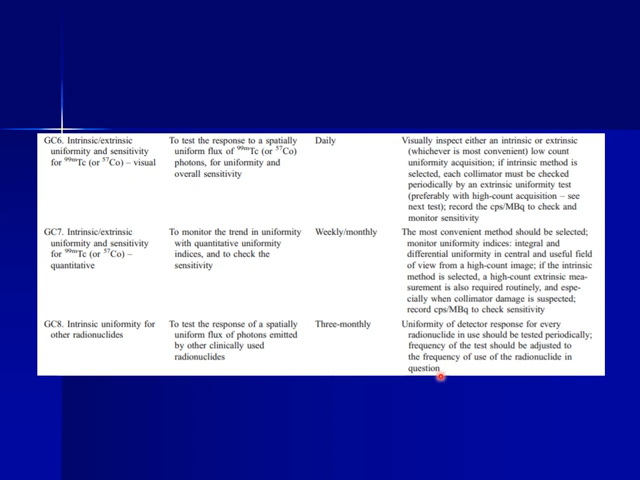 GC6. Intrinsic/extrinsic
uniformity and sensitivity
for ⁹⁹ᵐTc (or ⁵⁷Co) – visual
To test the response to a spatially
uniform flux of ⁹⁹ᵐTc (or ⁵⁷Co)
photons, for uniformity and
overall sensitivity
Daily
Visually inspect either an intrinsic or extrinsic
(whichever is most convenient) low count
uniformity acquisition; if intrinsic method is
selected, each collimator must be checked
periodically by an extrinsic uniformity test
(preferably with high-count acquisition – see
next test); record the cps/MBq to check and
monitor sensitivity
GC7. Intrinsic/extrinsic
uniformity and sensitivity
for ⁹⁹ᵐTc (or ⁵⁷Co) –
quantitative
To monitor the trend in uniformity
with quantitative uniformity
indices, and to check the
sensitivity
Weekly/monthly
The most convenient method should be selected;
monitor uniformity indices: integral and
differential uniformity in central and useful field
of view from a high-count image; if the intrinsic
method is selected, a high-count extrinsic mea-
surement is also required routinely, and espe-
cially when collimator damage is suspected;
record cps/MBq to check sensitivity
GC8. Intrinsic uniformity for
other radionuclides
To test the response of a spatially
uniform flux of photons emitted
by other clinically used
radionuclides
Three-monthly
Uniformity of detector response for every
radionuclide in use should be tested periodically;
frequency of the test should be adjusted to
the frequency of use of the radionuclide in
question